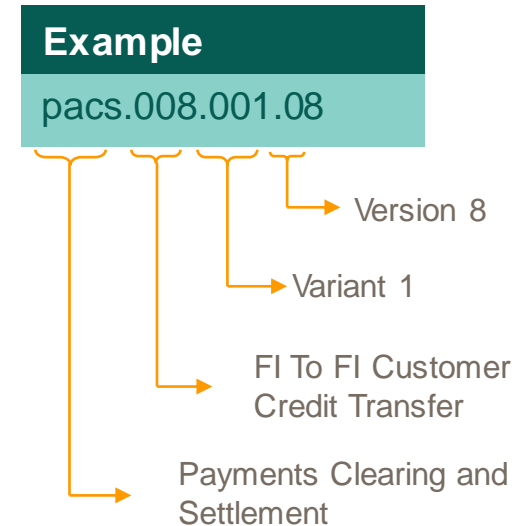 Example
pacs.008.001.08
Version 8
Variant 1
FI To FI Customer
Credit Transfer
Payments Clearing and
Settlement